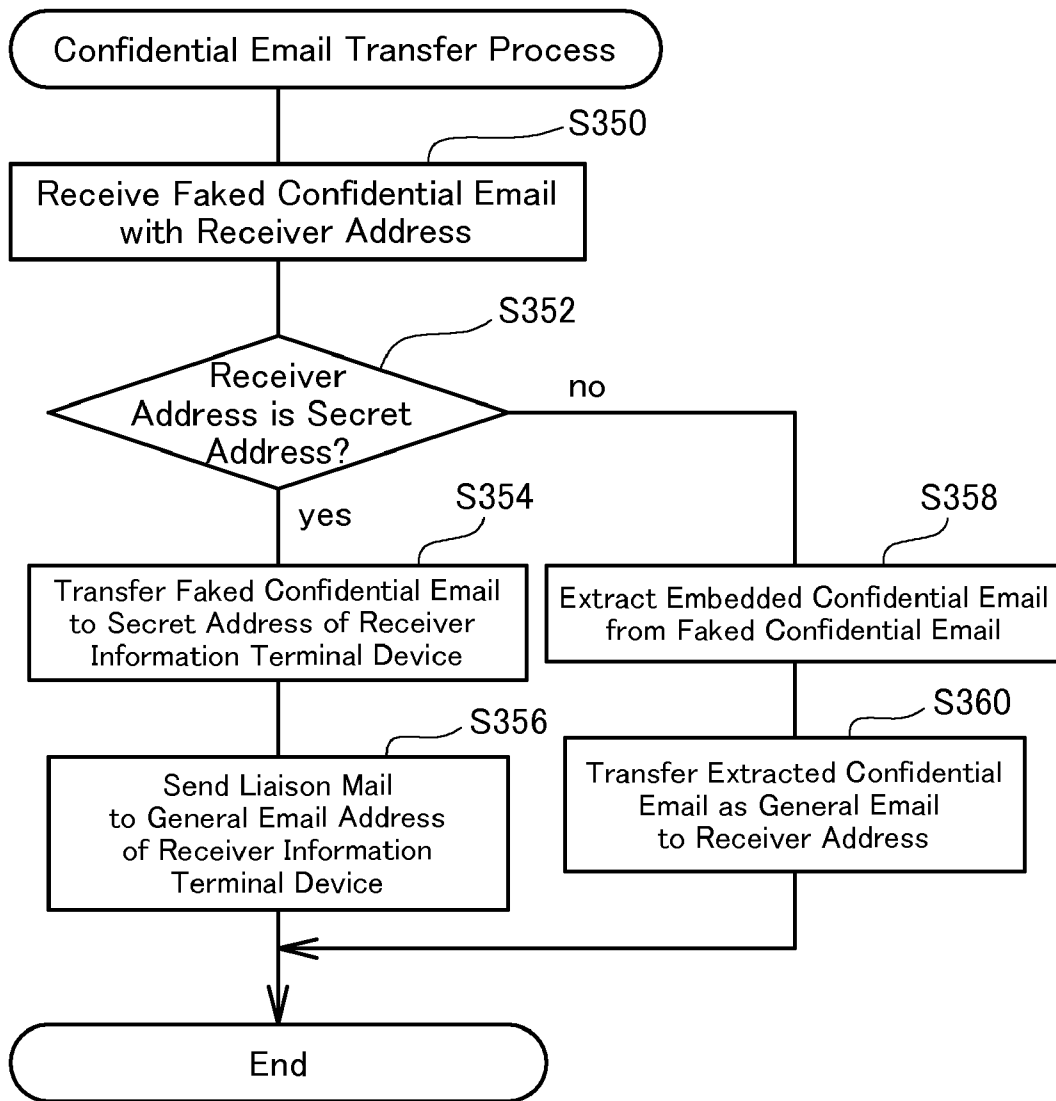 Confidential Email Transfer Process
S350
Receive Faked Confidential Email
with Receiver Address
S352
Receiver
Address is Secret
Address?
no
yes
S354
Transfer Faked Confidential Email
to Secret Address of Receiver
Information Terminal Device
S358
Extract Embedded Confidential Email
from Faked Confidential Email
S356
Send Liaison Mail
to General Email Address
of Receiver Information
Terminal Device
S360
Transfer Extracted Confidential
Email as General Email
to Receiver Address
End